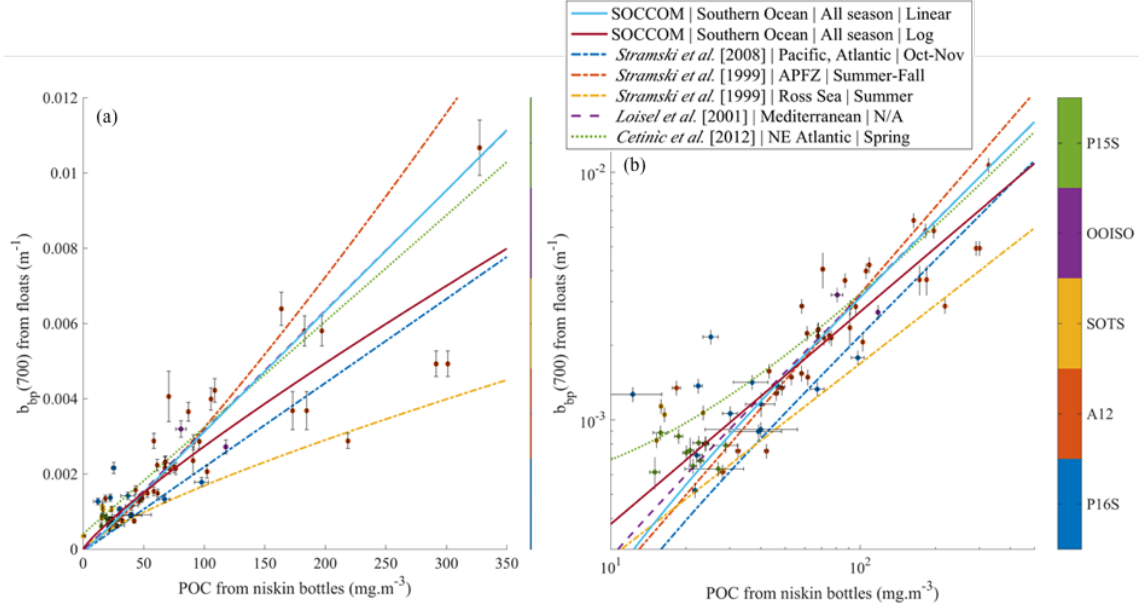 SOCCOM | Southern Ocean | All season | Linear
SOCCOM | Southern Ocean | All season | Log
Stramski et al. [2008] | Pacific, Atlantic | Oct-Nov
Stramski et al. [1999] | APFZ | Summer-Fall
Stramski et al. [1999] | Ross Sea | Summer
Loisel et al. [2001] | Mediterranean | N/A
Cetinic et al. [2012] | NE Atlantic | Spring
(a)
0.012
0.01
0.008
0.006
0.004
0.002
0
b_bp(700) from floats (m⁻¹)
0 50 100 150 200 250 300 350
POC from niskin bottles (mg.m⁻³)
(b)
10⁻²
10⁻³
b_bp(700) from floats (m⁻¹)
10¹ 10²
POC from niskin bottles (mg.m⁻³)
P15S
OOISO
SOTS
A12
P16S